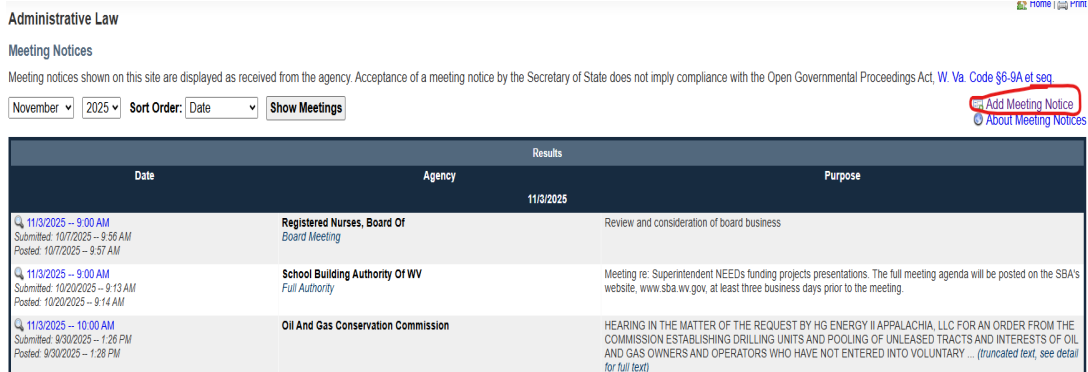 Home | Print
Administrative Law
Meeting Notices
Meeting notices shown on this site are displayed as received from the agency. Acceptance of a meeting notice by the Secretary of State does not imply compliance with the Open Governmental Proceedings Act, W. Va. Code §6-9A et seq.
November 2025 Sort Order: Date Show Meetings
Add Meeting Notice
About Meeting Notices
Results
Date Agency Purpose
11/3/2025
11/3/2025 -- 9:00 AM
Submitted: 10/7/2025 -- 9:56 AM
Posted: 10/7/2025 -- 9:57 AM
Registered Nurses, Board Of
Board Meeting
Review and consideration of board business
11/3/2025 -- 9:00 AM
Submitted: 10/20/2025 -- 9:13 AM
Posted: 10/20/2025 -- 9:14 AM
School Building Authority Of WV
Full Authority
Meeting re: Superintendent NEEDs funding projects presentations. The full meeting agenda will be posted on the SBA's
website, www.sba.wv.gov, at least three business days prior to the meeting.
11/3/2025 -- 10:00 AM
Submitted: 9/30/2025 -- 1:26 PM
Posted: 9/30/2025 -- 1:28 PM
Oil And Gas Conservation Commission
HEARING IN THE MATTER OF THE REQUEST BY HG ENERGY II APPALACHIA, LLC FOR AN ORDER FROM THE
COMMISSION ESTABLISHING DRILLING UNITS AND POOLING OF UNLEASED TRACTS AND INTERESTS OF OIL
AND GAS OWNERS AND OPERATORS WHO HAVE NOT ENTERED INTO VOLUNTARY ... (truncated text, see detail
for full text)